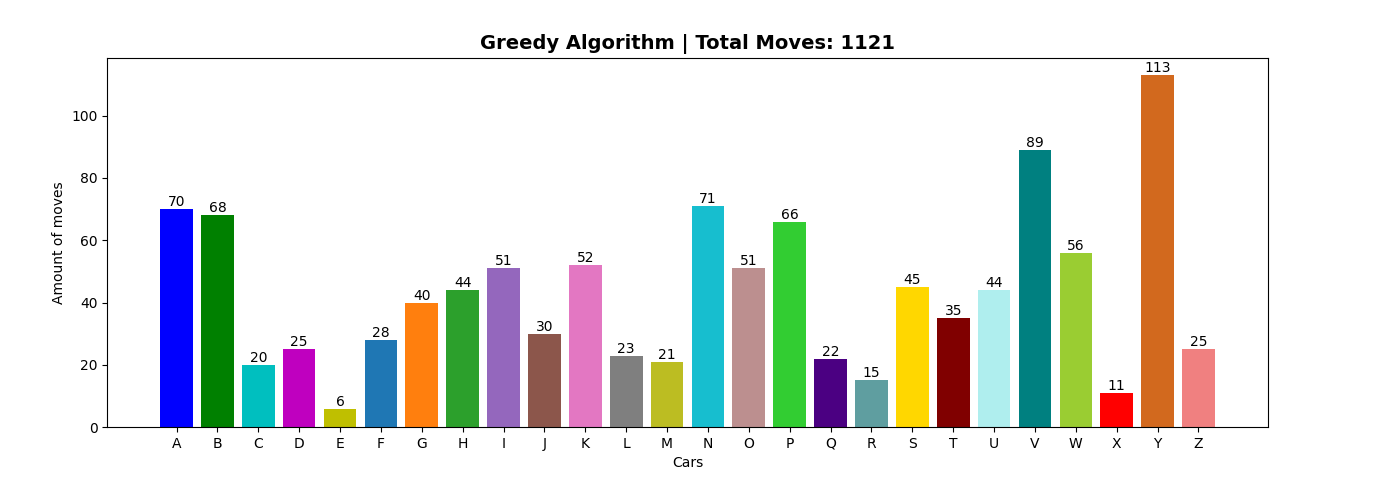 Greedy Algorithm | Total Moves: 1121
Amount of moves
100
80
60
40
20
0
70 68 20 25 6 28 40 44 51 30 52 23 21 71 51 66 22 15 45 35 44 89 56 11 113 25
A B C D E F G H I J K L M N O P Q R S T U V W X Y Z
Cars